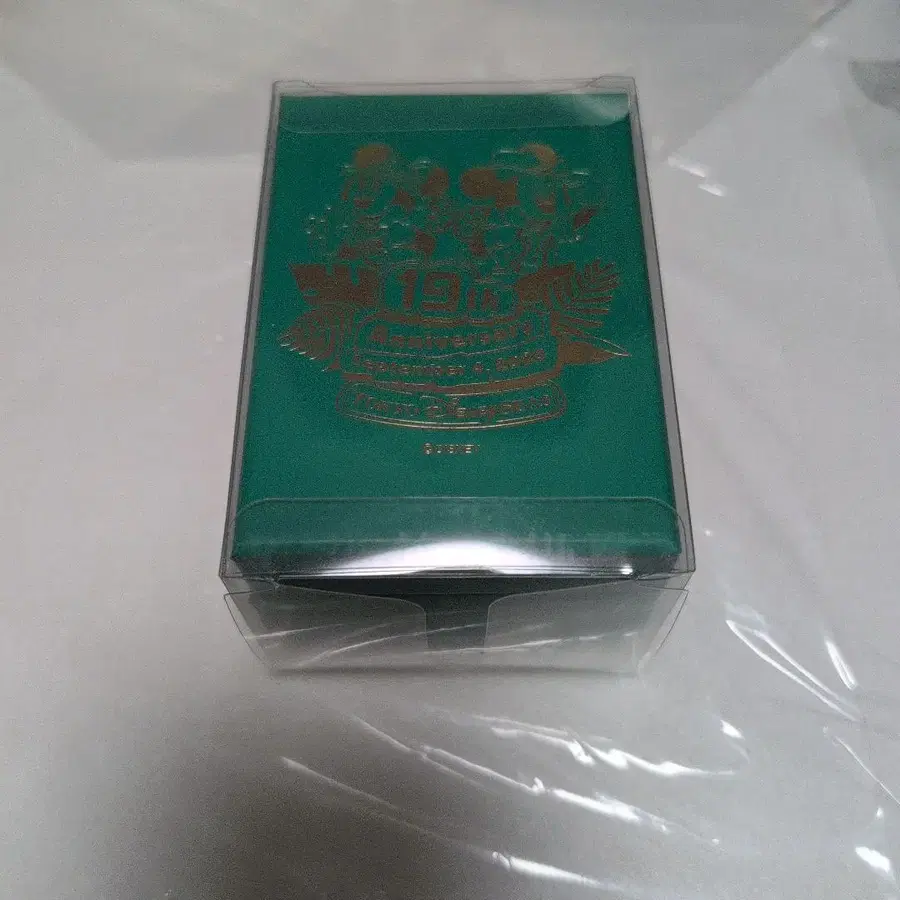 19th
Anniversary
September 4, 2020
TOKYO DisneySea
©DISNEY